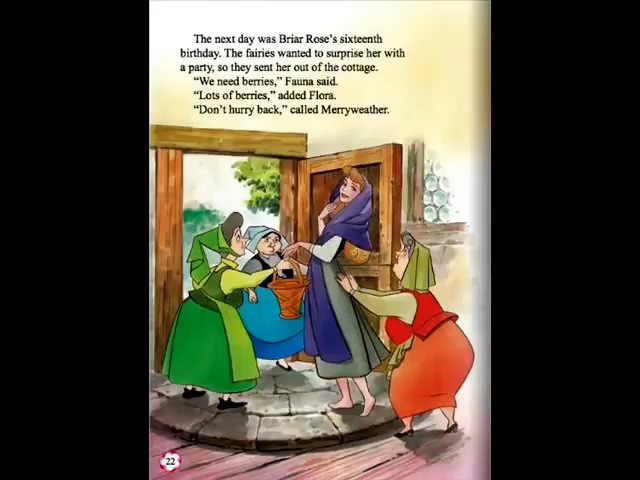 The next day was Briar Rose's sixteenth
birthday. The fairies wanted to surprise her with
a party, so they sent her out of the cottage.
"We need berries," Fauna said.
"Lots of berries," added Flora.
"Don't hurry back," called Merryweather.
22